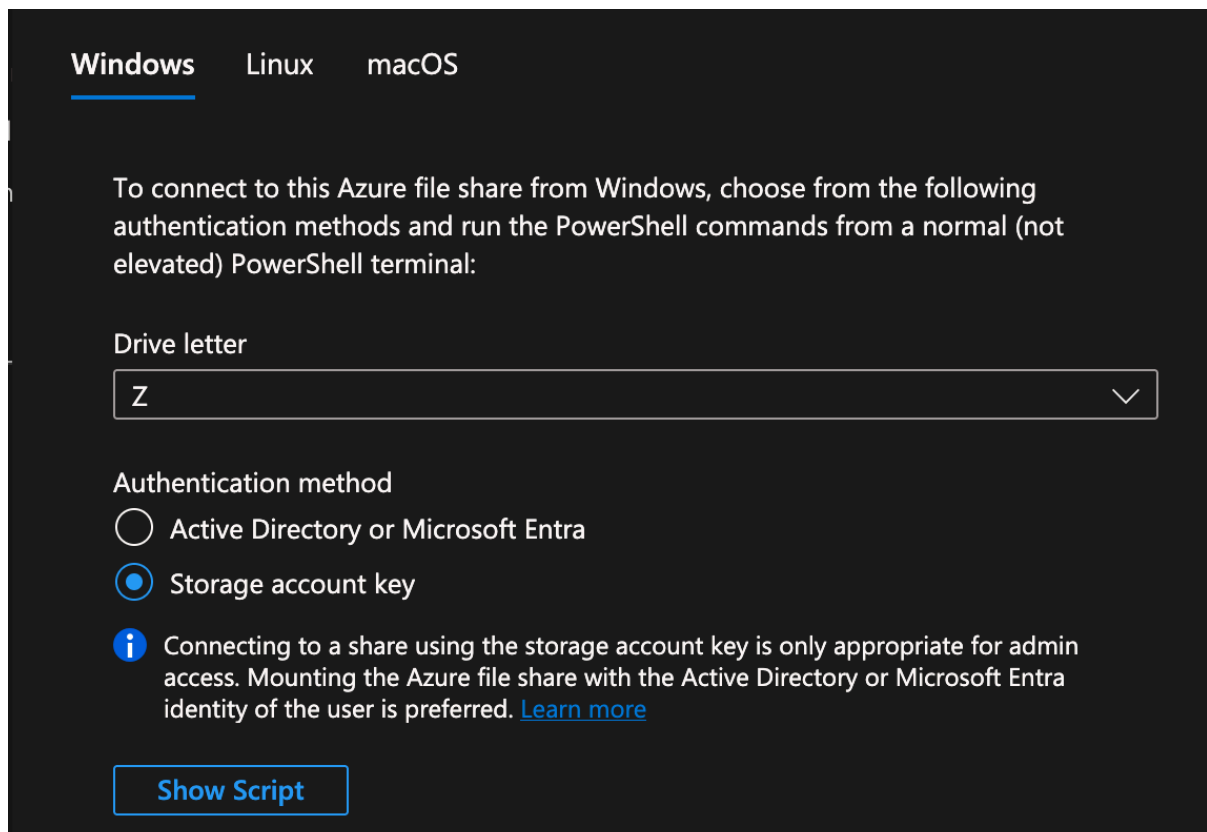 Windows Linux macOS
To connect to this Azure file share from Windows, choose from the following
authentication methods and run the PowerShell commands from a normal (not
elevated) PowerShell terminal:
Drive letter
Z
Authentication method
Active Directory or Microsoft Entra
Storage account key
Connecting to a share using the storage account key is only appropriate for admin
access. Mounting the Azure file share with the Active Directory or Microsoft Entra
identity of the user is preferred. Learn more
Show Script